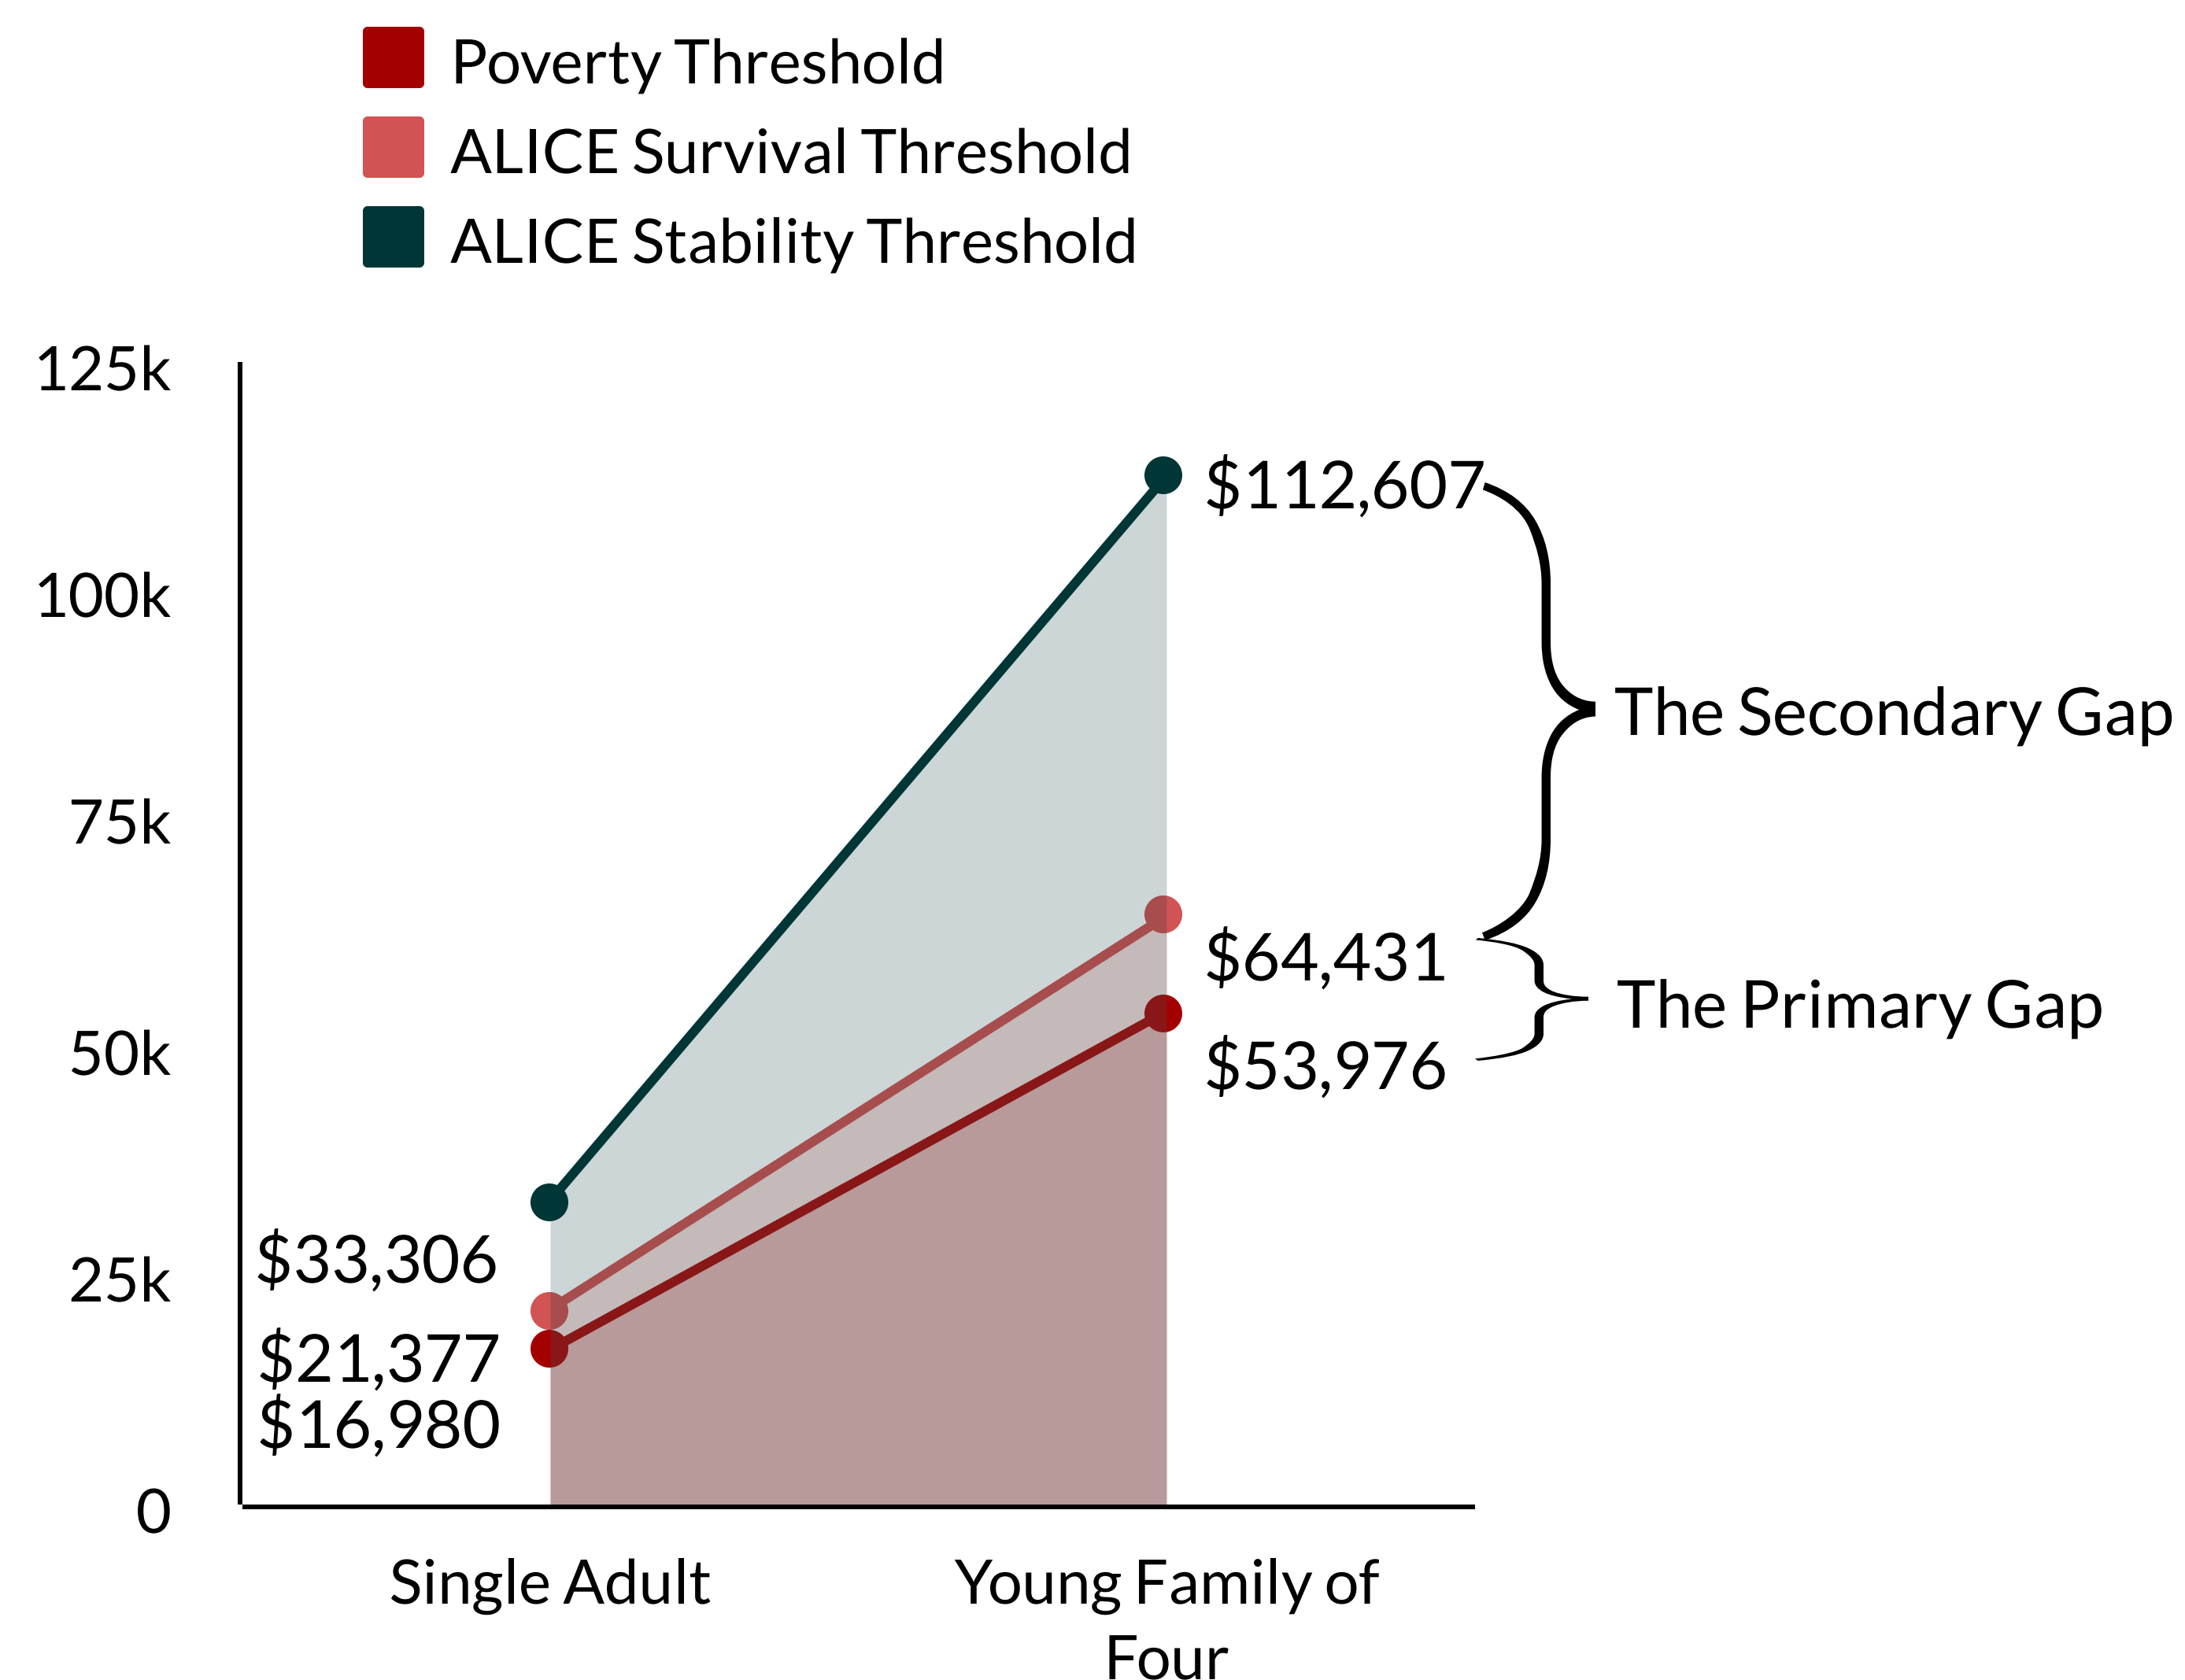 Poverty Threshold
ALICE Survival Threshold
ALICE Stability Threshold
125k
100k
75k
50k
25k
0
$112,607
$64,431
$53,976
The Secondary Gap
The Primary Gap
$33,306
$21,377
$16,980
Single Adult
Young Family of
Four